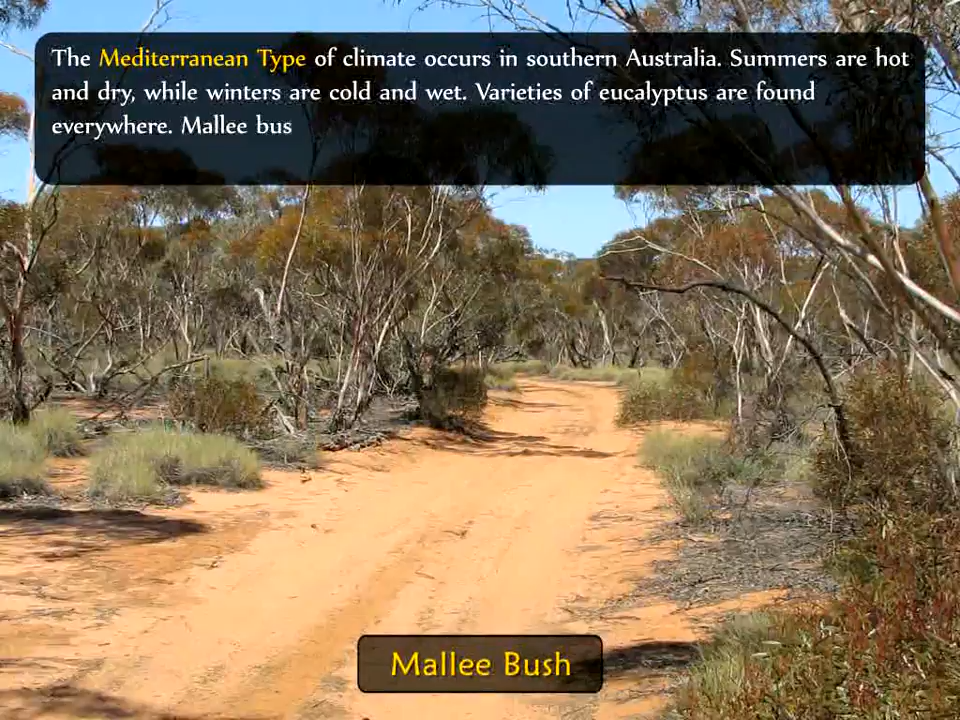 The Mediterranean Type of climate occurs in southern Australia. Summers are hot
and dry, while winters are cold and wet. Varieties of eucalyptus are found
everywhere. Mallee bus
Mallee Bush